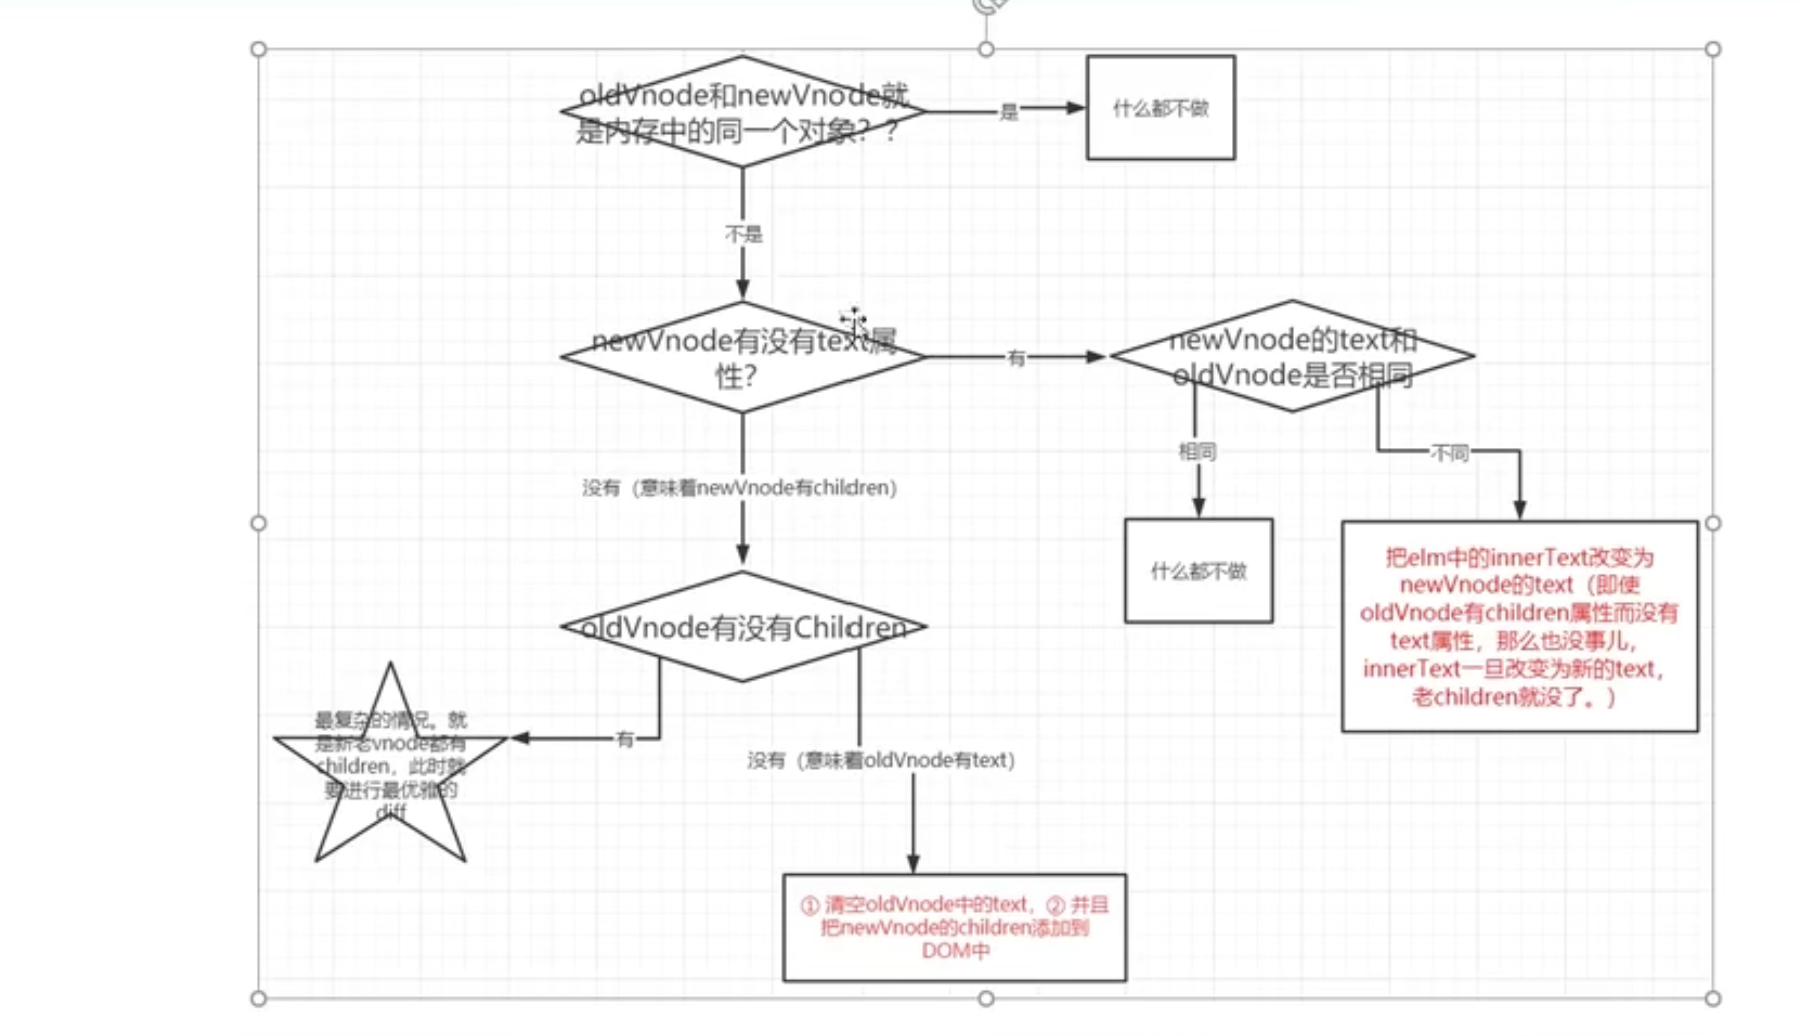 oldVnode和newVnode就
是内存中的同一个对象？？
是
什么都不做
不是
newVnode有没有text属
性？
有
newVnode的text和
oldVnode是否相同
相同
不同
没有（意味着newVnode有children）
什么都不做
把elm中的innerText改变为
newVnode的text（即使
oldVnode有children属性而没有
text属性，那么也没事儿，
innerText一旦改变为新的text，
老children就没了。）
oldVnode有没有Children
有
最复杂的情况。就
是新老vnode都有
children，此时就
要进行最优雅的
diff
没有（意味着oldVnode有text）
① 清空oldVnode中的text，② 并且
把newVnode的children添加到
DOM中